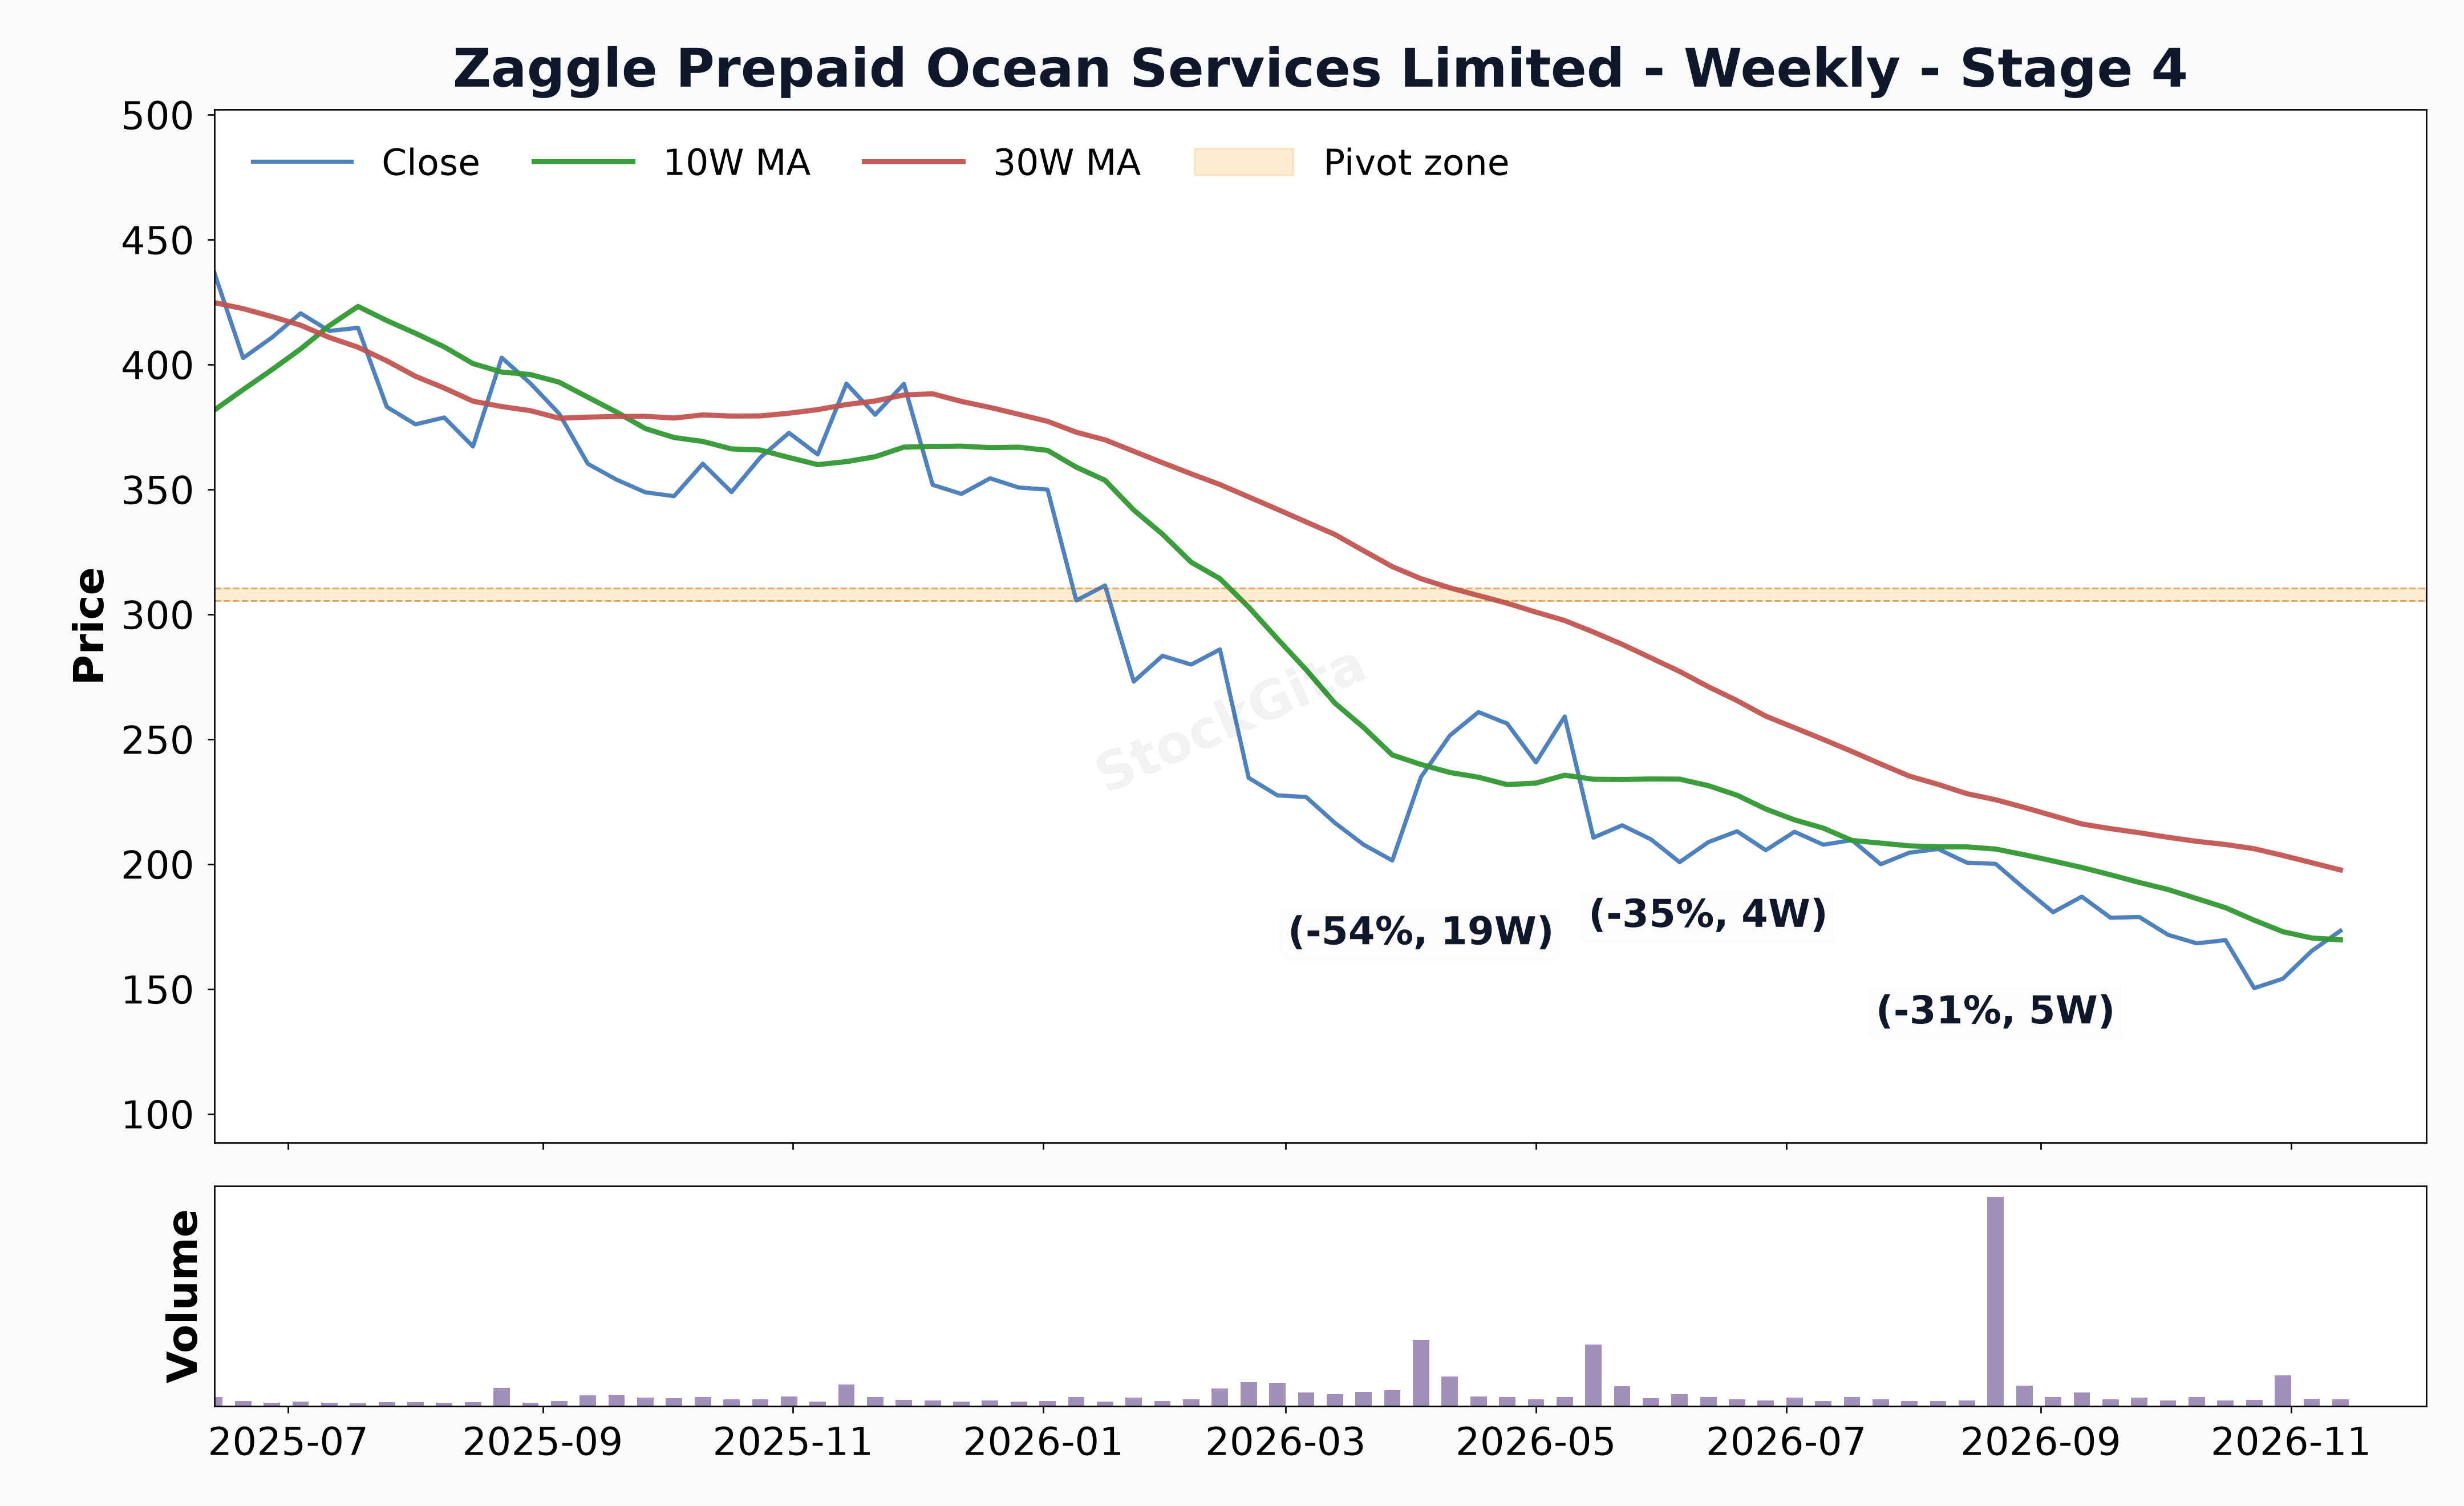 Zaggle Prepaid Ocean Services Limited - Weekly - Stage 4
Close 10W MA 30W MA Pivot zone
500
450
400
350
300
250
200
150
100
Price
StockGita
(-54%, 19W)
(-35%, 4W)
(-31%, 5W)
Volume
2025-07 2025-09 2025-11 2026-01 2026-03 2026-05 2026-07 2026-09 2026-11